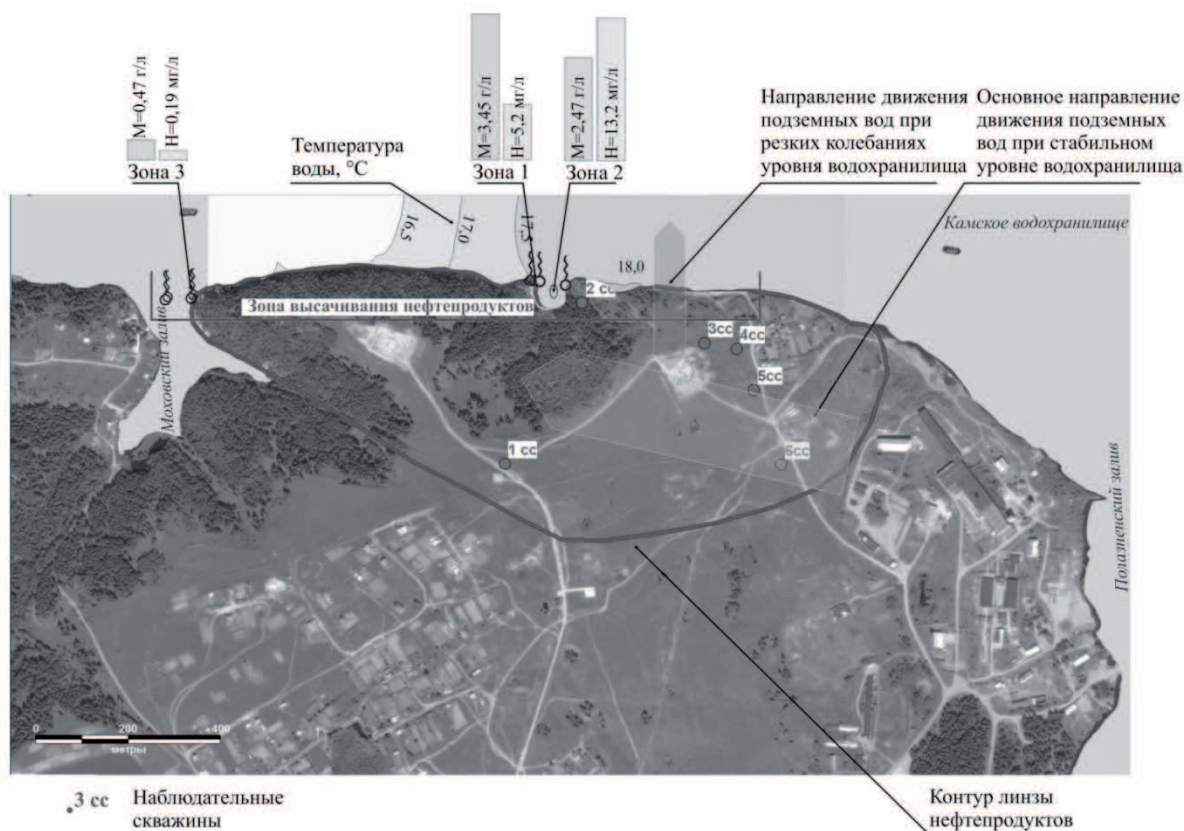 М=0,47 г/л
Н=0,19 мг/л
Зона 3
Температура
воды, °С
М=3,45 г/л
Н=5,2 мг/л
Зона 1
М=2,47 г/л
Н=13,2 мг/л
Зона 2
Направление движения
подземных вод при
резких колебаниях
уровня водохранилища
Основное направление
движения подземных
вод при стабильном
уровне водохранилища
16,5
17,0
17,5
18,0
Камское водохранилище
Зона высачивания нефтепродуктов
2 сс
3сс
4сс
5сс
1 сс
6сс
Моховский залив
Полазненский залив
0 200 400
метры
3 сс
Наблюдательные
скважины
Контур линзы
нефтепродуктов